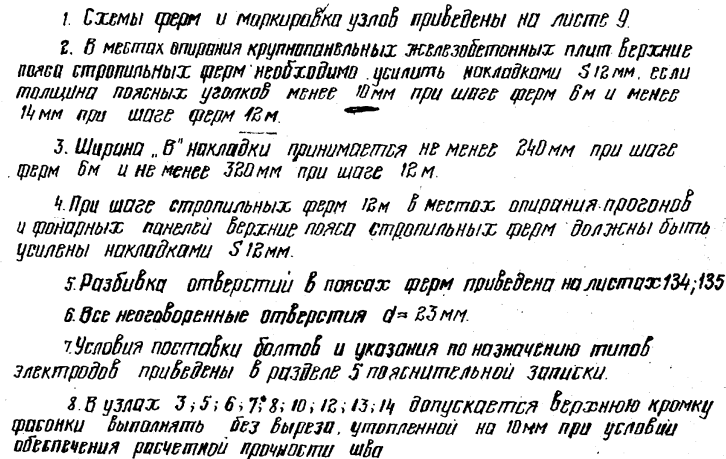 1. Схемы ферм и маркировка узлов приведены на листе 9.
2. В местах опирания крупнопанельных железобетонных плит верхние
пояса стропильных ферм необходимо усилить накладками S12мм, если
толщина поясных уголков менее 10мм при шаге ферм 6м и менее
14мм при шаге ферм 12м.
3. Ширина „В" накладки принимается не менее 240мм при шаге
ферм 6м и не менее 320мм при шаге 12м.
4. При шаге стропильных ферм 12м в местах опирания прогонов
и фонарных панелей верхние пояса стропильных ферм должны быть
усилены накладками S12мм.
5. Разбивка отверстий в поясах ферм приведена на листах 134; 135
6. Все неоговоренные отверстия d= 23мм.
7. Условия поставки болтов и указания по назначению типов
электродов приведены в разделе 5 пояснительной записки.
8. В узлах 3; 5; 6; 7; 8; 10; 12; 13; 14 допускается верхнюю кромку
фасонки выполнять без выреза, утопленной на 10мм при условии
обеспечения расчетной прочности шва